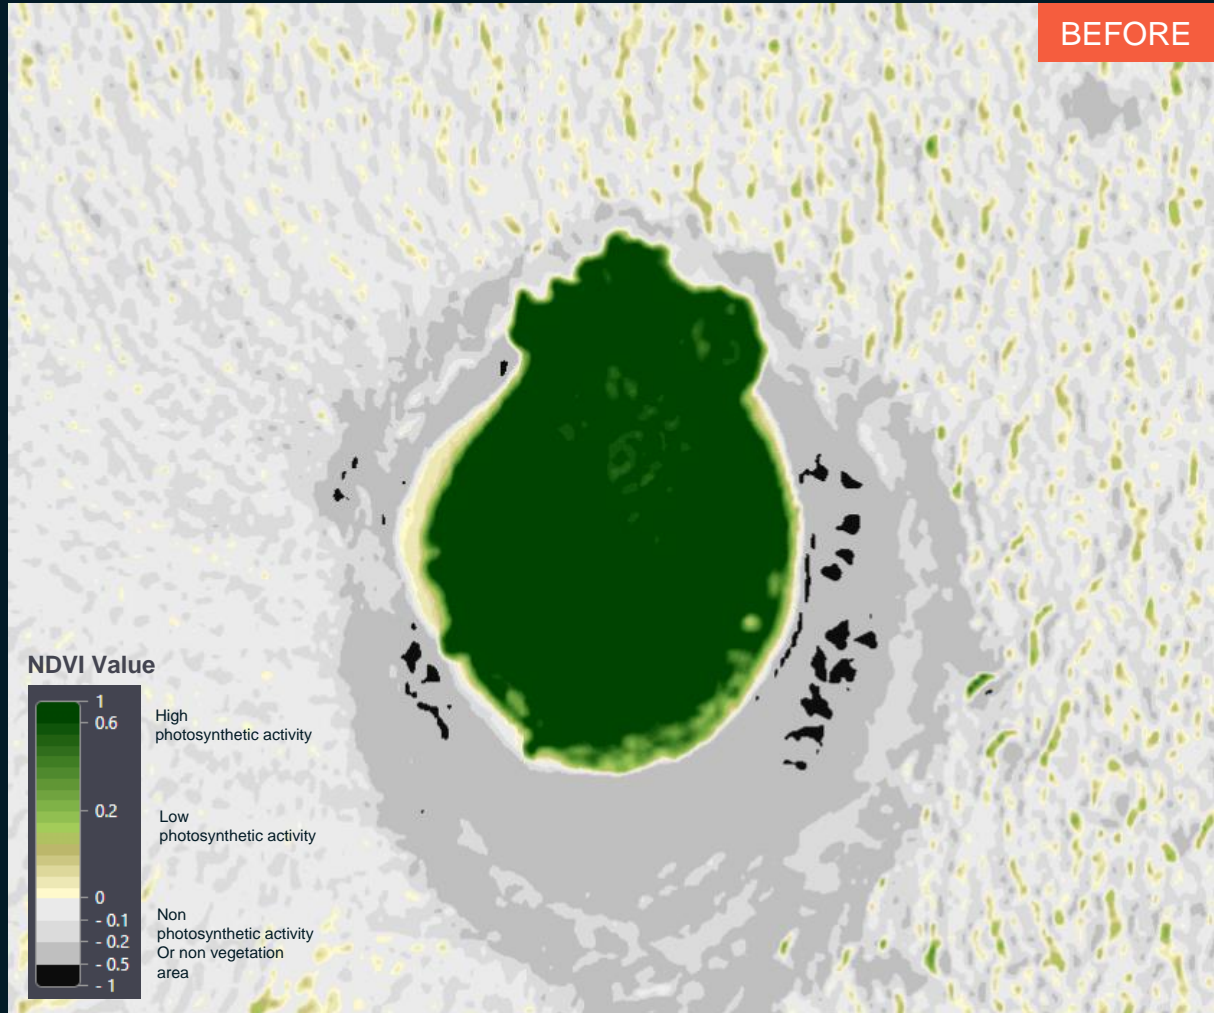 BEFORE
NDVI Value
1
0.6
High
photosynthetic activity
0.2
Low
photosynthetic activity
0
- 0.1
- 0.2
- 0.5
- 1
Non
photosynthetic activity
Or non vegetation
area